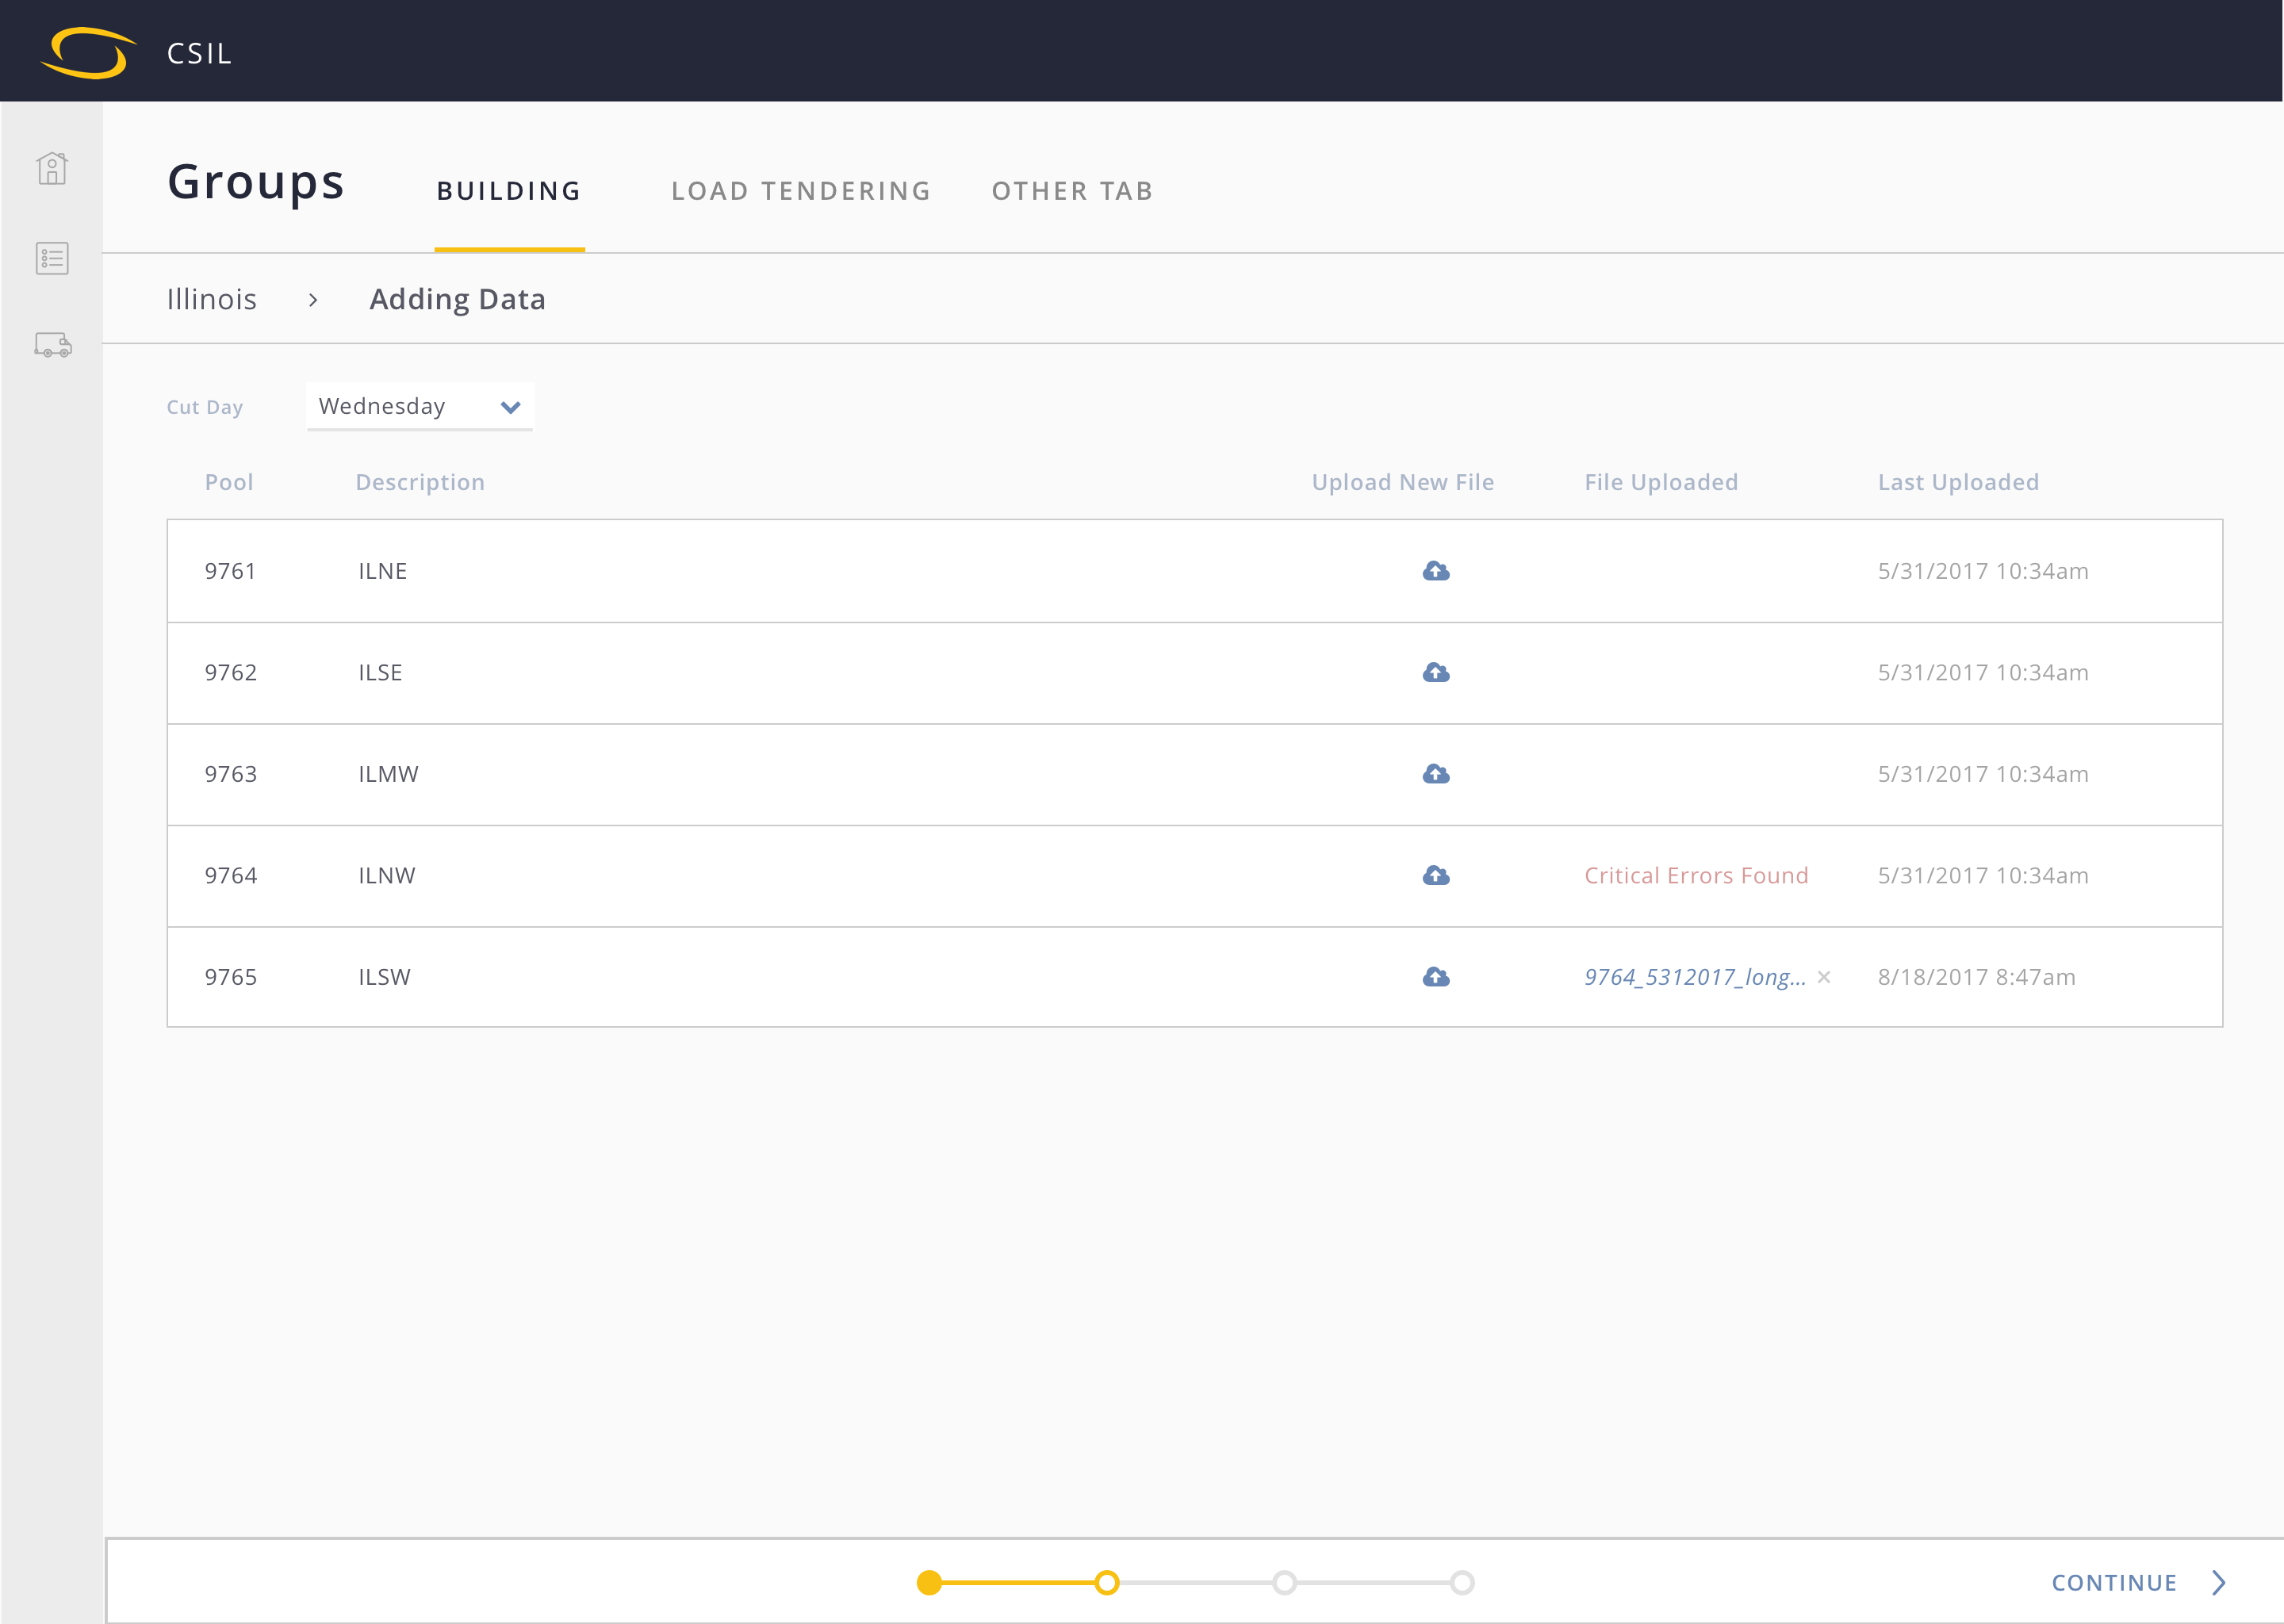 CSIL
Groups BUILDING LOAD TENDERING OTHER TAB
Illinois > Adding Data
Cut Day Wednesday
Pool Description Upload New File File Uploaded Last Uploaded
9761 ILNE 5/31/2017 10:34am
9762 ILSE 5/31/2017 10:34am
9763 ILMW 5/31/2017 10:34am
9764 ILNW Critical Errors Found 5/31/2017 10:34am
9765 ILSW 9764_5312017_long... × 8/18/2017 8:47am
CONTINUE